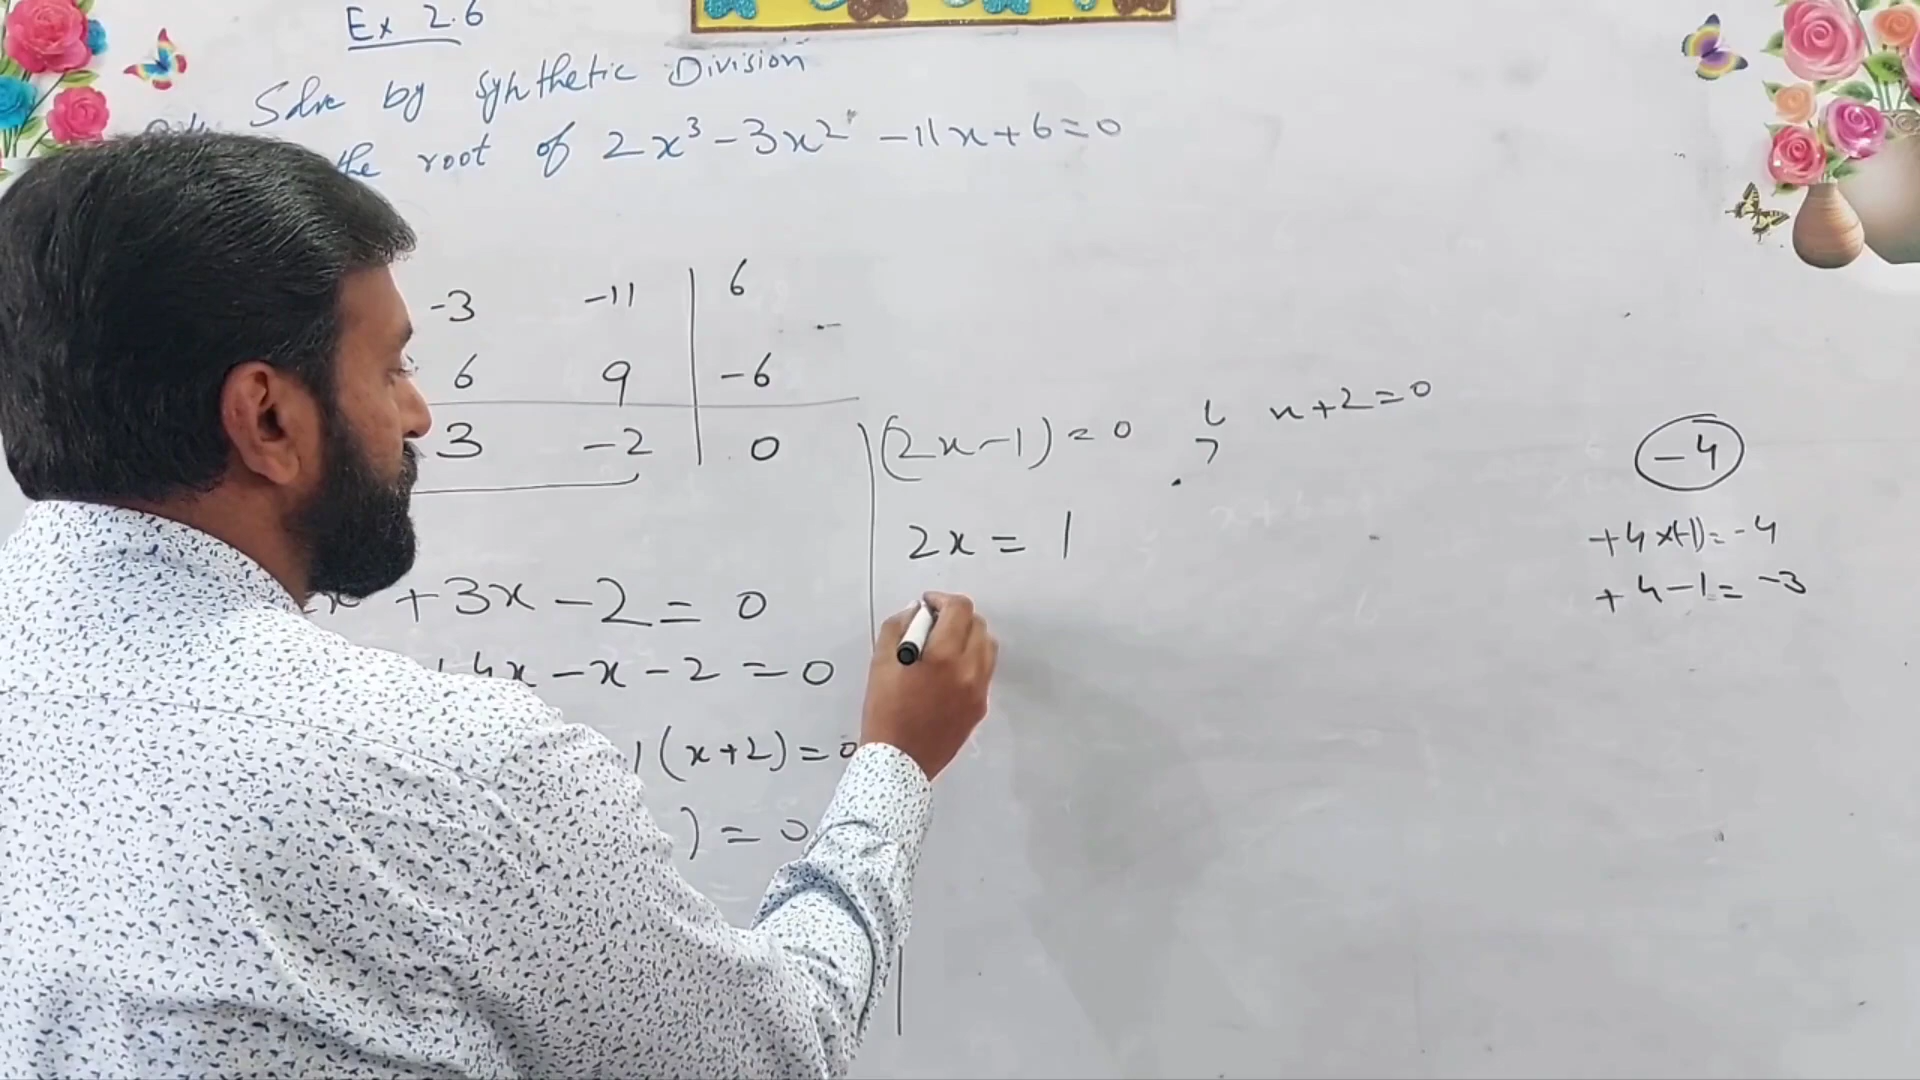 Ex 2.6
Solve by synthetic Division
the root of 2x³-3x² -11x+6=0
-3 -11 6
6 9 -6
3 -2 0
+3x-2=0
+4x-x-2=0
1(x+2)=0
)=0
(2x-1)=0 ; x+2=0
2x=1
-4
+4x(-1)=-4
+4-1=-3